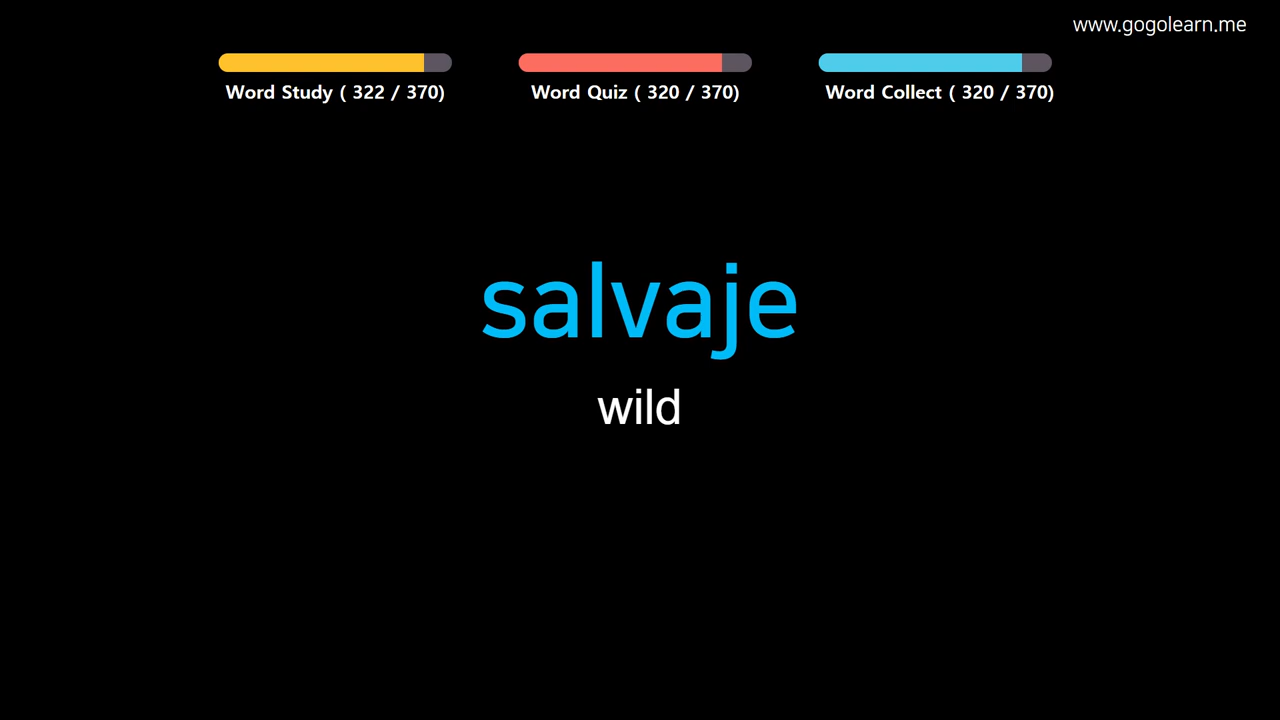 www.gogolearn.me
Word Study ( 322 / 370)
Word Quiz ( 320 / 370)
Word Collect ( 320 / 370)
salvaje
wild